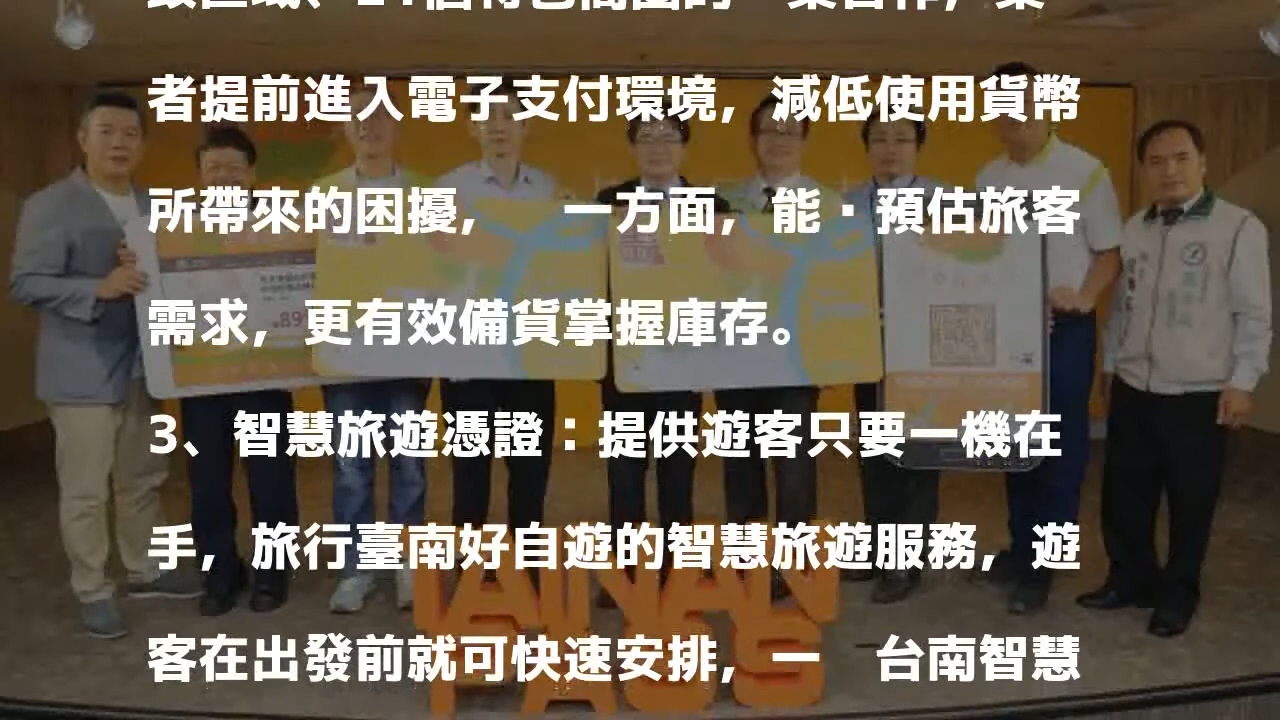 者提前進入電子支付環境，減低使用貨幣
所帶來的困擾，　一方面，能·預估旅客
需求，更有效備貨掌握庫存。
3、智慧旅遊憑證：提供遊客只要一機在
手，旅行臺南好自遊的智慧旅遊服務，遊
客在出發前就可快速安排，一　台南智慧
TAINAN
PASS